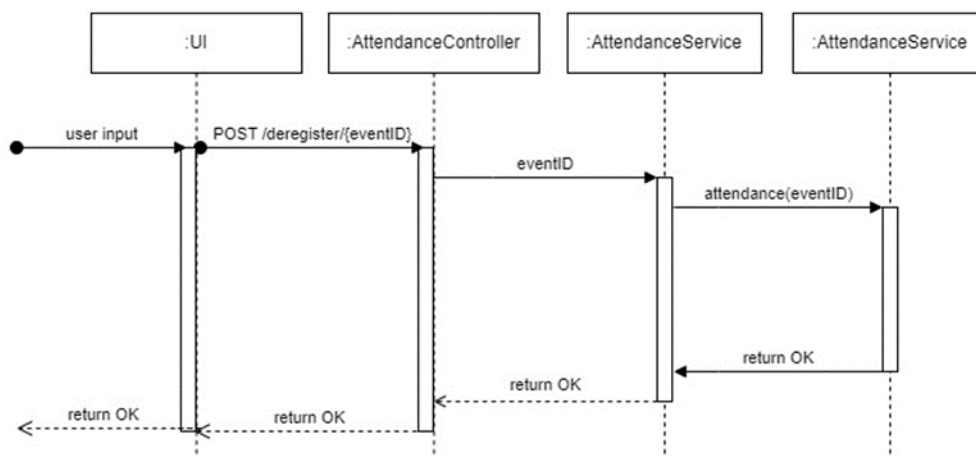 :UI
:AttendanceController
:AttendanceService
:AttendanceService
user input
POST /deregister/{eventID}
eventID
attendance(eventID)
return OK
return OK
return OK
return OK